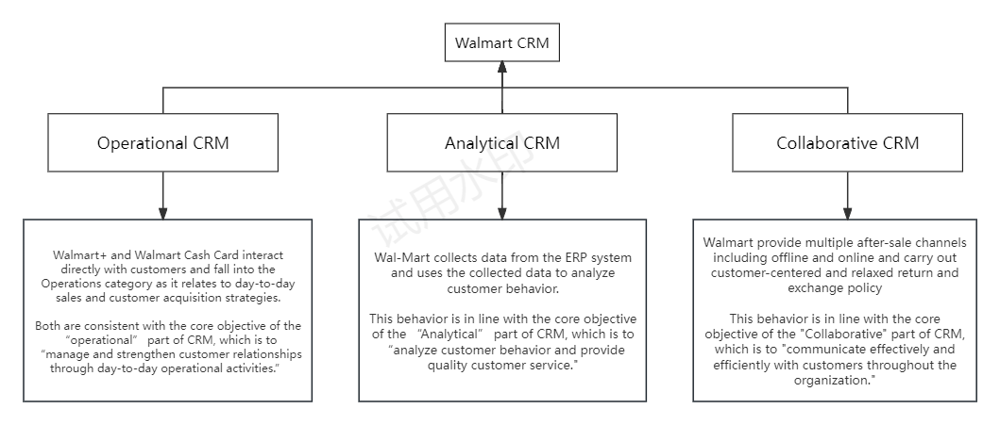 Walmart CRM
Operational CRM
Analytical CRM
Collaborative CRM
Walmart+ and Walmart Cash Card interact
directly with customers and fall into the
Operations category as it relates to day-to-day
sales and customer acquisition strategies.
Both are consistent with the core objective of the
“operational” part of CRM, which is to
“manage and strengthen customer relationships
through day-to-day operational activities.”
Wal-Mart collects data from the ERP system
and uses the collected data to analyze
customer behavior.
This behavior is in line with the core objective
of the “Analytical” part of CRM, which is to
“analyze customer behavior and provide
quality customer service."
Walmart provide multiple after-sale channels
including offline and online and carry out
customer-centered and relaxed return and
exchange policy
This behavior is in line with the core
objective of the "Collaborative" part of CRM,
which is to "communicate effectively and
efficiently with customers throughout the
organization."
试用水印